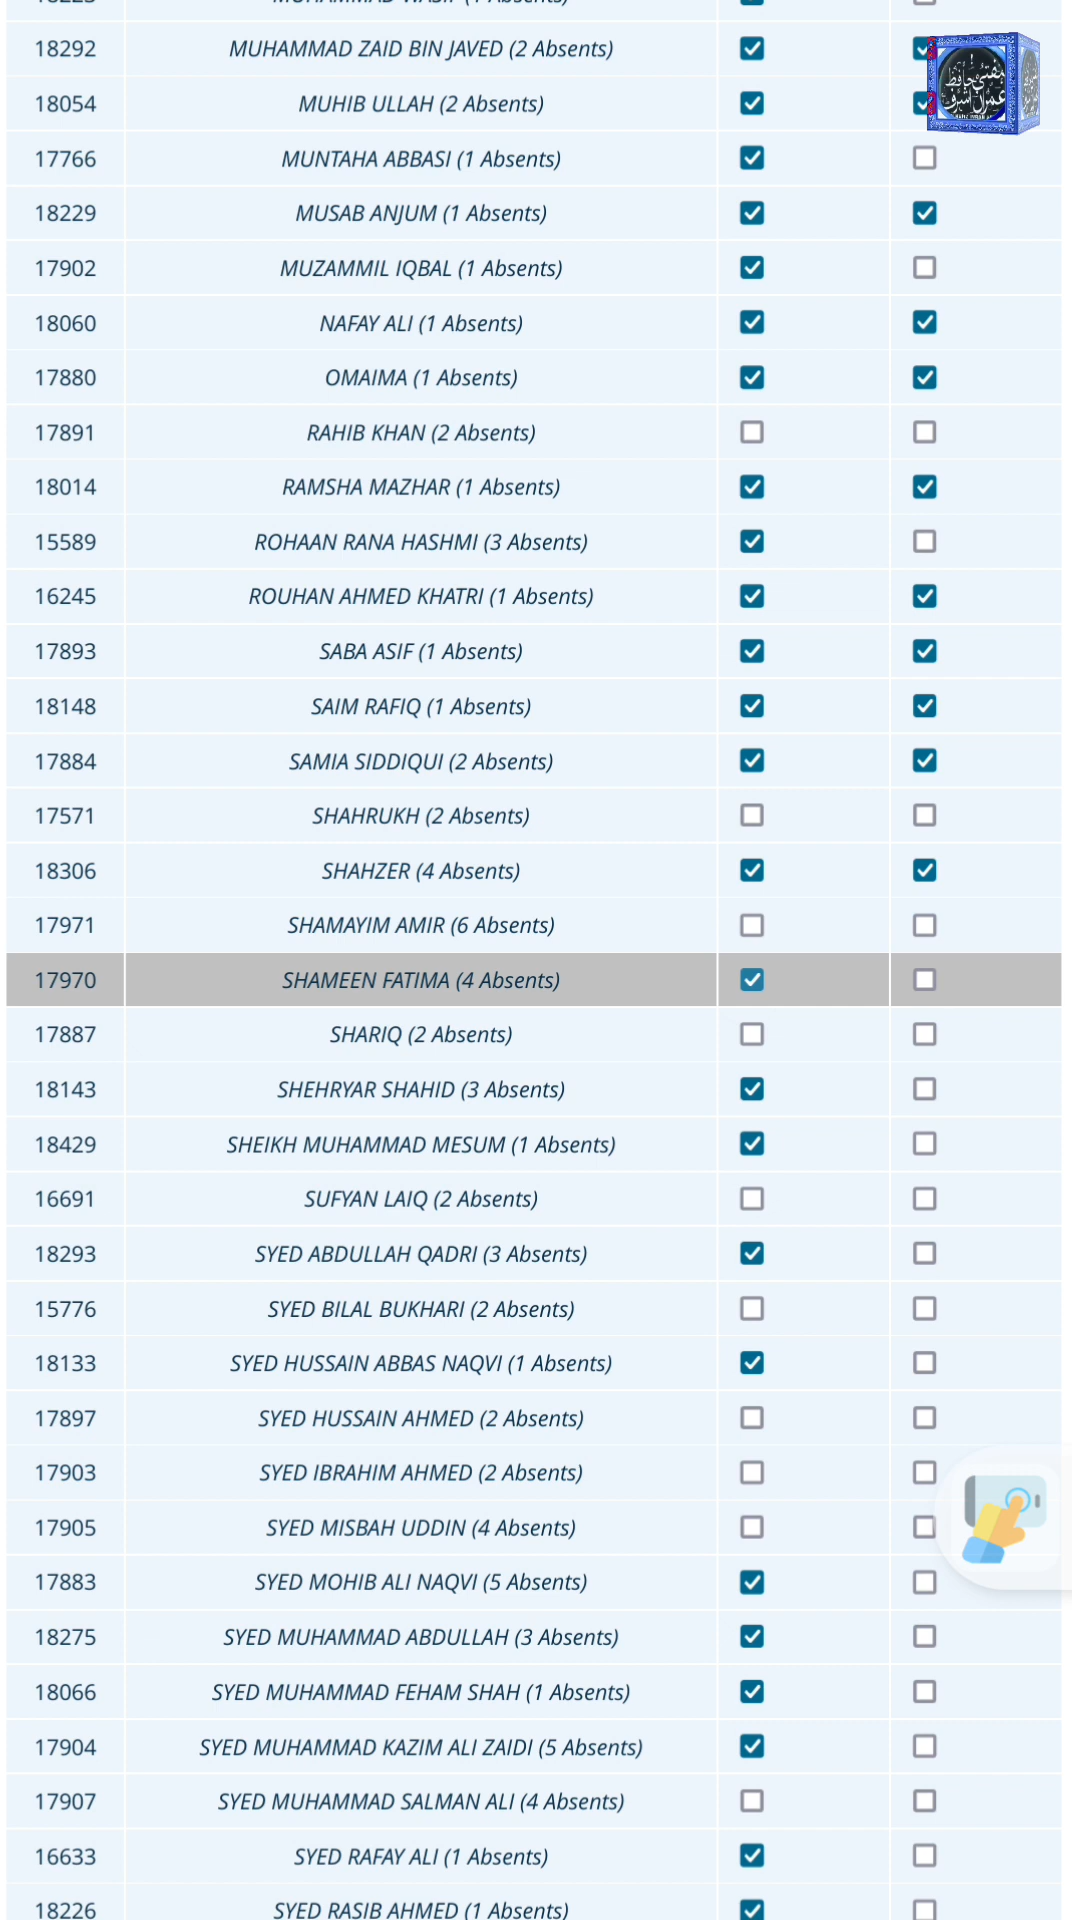 18292 MUHAMMAD ZAID BIN JAVED (2 Absents)
18054 MUHIB ULLAH (2 Absents)
17766 MUNTAHA ABBASI (1 Absents)
18229 MUSAB ANJUM (1 Absents)
17902 MUZAMMIL IQBAL (1 Absents)
18060 NAFAY ALI (1 Absents)
17880 OMAIMA (1 Absents)
17891 RAHIB KHAN (2 Absents)
18014 RAMSHA MAZHAR (1 Absents)
15589 ROHAAN RANA HASHMI (3 Absents)
16245 ROUHAN AHMED KHATRI (1 Absents)
17893 SABA ASIF (1 Absents)
18148 SAIM RAFIQ (1 Absents)
17884 SAMIA SIDDIQUI (2 Absents)
17571 SHAHRUKH (2 Absents)
18306 SHAHZER (4 Absents)
17971 SHAMAYIM AMIR (6 Absents)
17970 SHAMEEN FATIMA (4 Absents)
17887 SHARIQ (2 Absents)
18143 SHEHRYAR SHAHID (3 Absents)
18429 SHEIKH MUHAMMAD MESUM (1 Absents)
16691 SUFYAN LAIQ (2 Absents)
18293 SYED ABDULLAH QADRI (3 Absents)
15776 SYED BILAL BUKHARI (2 Absents)
18133 SYED HUSSAIN ABBAS NAQVI (1 Absents)
17897 SYED HUSSAIN AHMED (2 Absents)
17903 SYED IBRAHIM AHMED (2 Absents)
17905 SYED MISBAH UDDIN (4 Absents)
17883 SYED MOHIB ALI NAQVI (5 Absents)
18275 SYED MUHAMMAD ABDULLAH (3 Absents)
18066 SYED MUHAMMAD FEHAM SHAH (1 Absents)
17904 SYED MUHAMMAD KAZIM ALI ZAIDI (5 Absents)
17907 SYED MUHAMMAD SALMAN ALI (4 Absents)
16633 SYED RAFAY ALI (1 Absents)
18226 SYED RASIB AHMED (1 Absents)